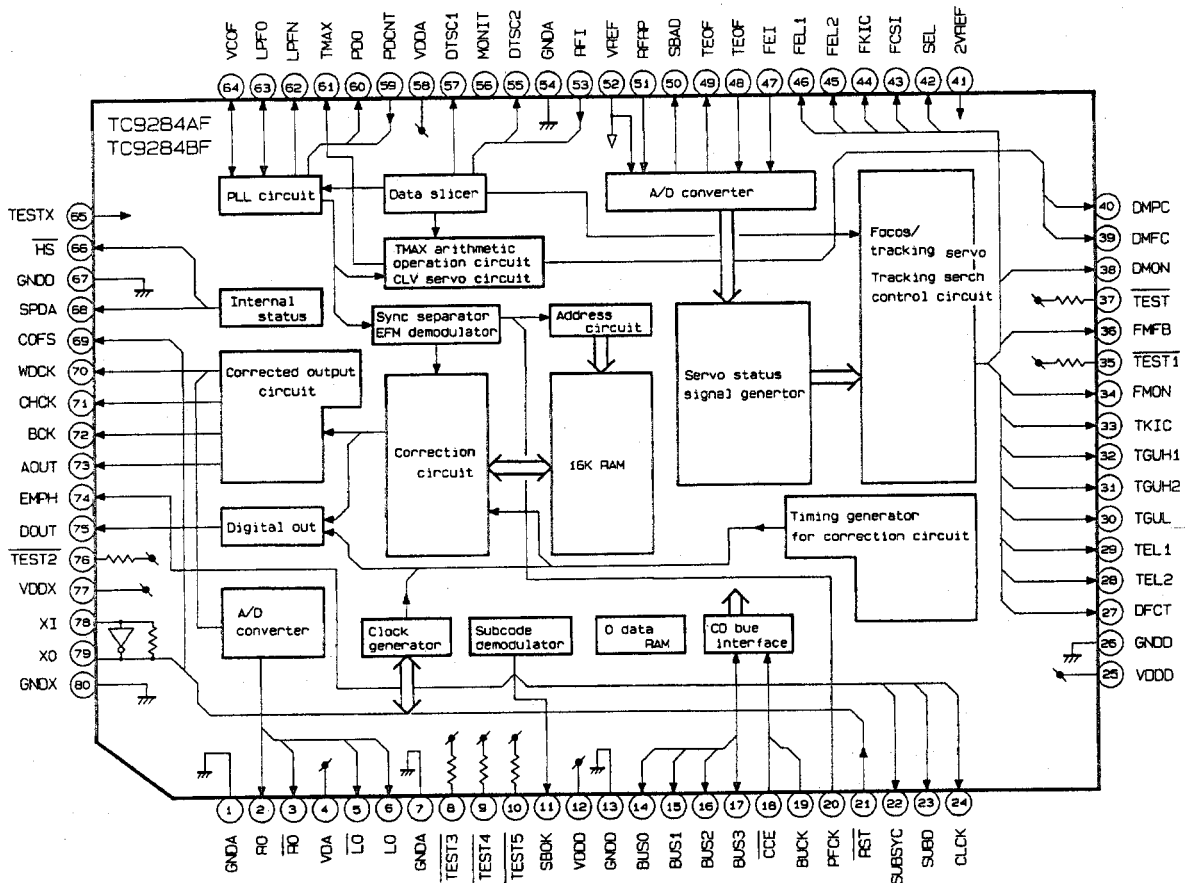 VCOF
LPFO
LPFN
TMAX
PDO
PDCNT
VDDA
DTSC1
MONIT
DTSC2
GNDA
RFI
VREF
RFRP
SBAD
TEOF
TEOF
FEI
FEL1
FEL2
FKIC
FCSI
SEL
2VREF
64 63 62 61 60 59 58 57 56 55 54 53 52 51 50 49 48 47 46 45 44 43 42 41
TC9284AF
TC9284BF
PLL circuit
Data slicer
A/D converter
TMAX arithmetic
operation circuit
CLV servo circuit
Focos/
tracking servo
Tracking serch
control circuit
Internal
status
Sync separator
EFM demodulator
Address
circuit
Corrected output
circuit
Servo status
signal genertor
Correction
circuit
16K RAM
Digital out
Timing generator
for correction circuit
A/D
converter
Clock
generator
Subcode
demodulator
O data
RAM
CD bus
interface
TESTX 65
HS 66
GNDD 67
SPDA 68
COFS 69
WDCK 70
CHCK 71
BCK 72
AOUT 73
EMPH 74
DOUT 75
TEST2 76
VDDX 77
XI 78
XO 79
GNDX 80
40 DMPC
39 DMFC
38 DMON
37 TEST
36 FMFB
35 TEST1
34 FMON
33 TKIC
32 TGUH1
31 TGUH2
30 TGUL
29 TEL1
28 TEL2
27 DFCT
26 GNDD
25 VDDD
1 2 3 4 5 6 7 8 9 10 11 12 13 14 15 16 17 18 19 20 21 22 23 24
GNDA
RO
RO
VDA
LO
LO
GNDA
TEST3
TEST4
TEST5
SBOK
VDDD
GNDD
BUS0
BUS1
BUS2
BUS3
CCE
BUCK
PFCK
RST
SUBSYC
SUBD
CLCK